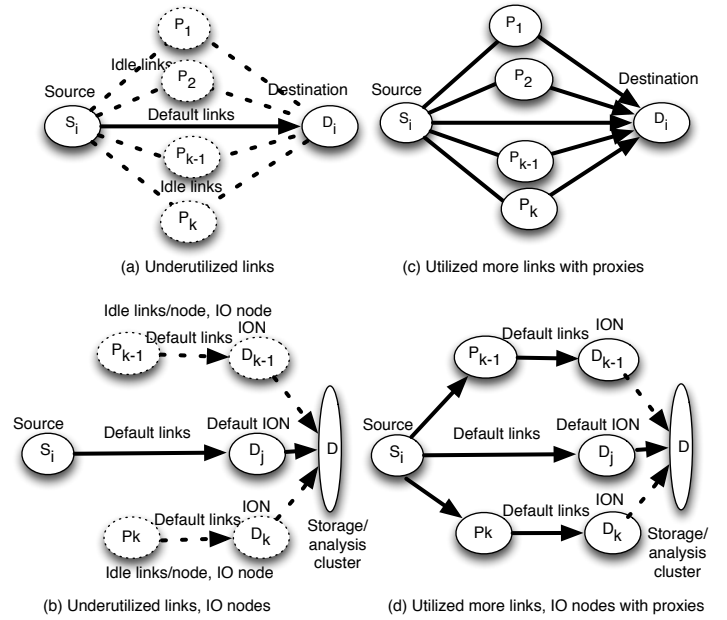 P1
Idle links
P2
Source
Destination
Si
Default links
Di
Pk-1
Idle links
Pk
(a) Underutilized links
P1
P2
Source
Destination
Si
Di
Pk-1
Pk
(c) Utilized more links with proxies
Idle links/node, IO node
Default links
ION
Pk-1
Dk-1
Source
Default links
Default ION
Si
Dj
D
Pk
Default links
ION
Dk
Idle links/node, IO node
Storage/
analysis
cluster
(b) Underutilized links, IO nodes
Default links
ION
Pk-1
Dk-1
Source
Default links
Default ION
Si
Dj
D
Pk
Default links
ION
Dk
Storage/
analysis
cluster
(d) Utilized more links, IO nodes with proxies